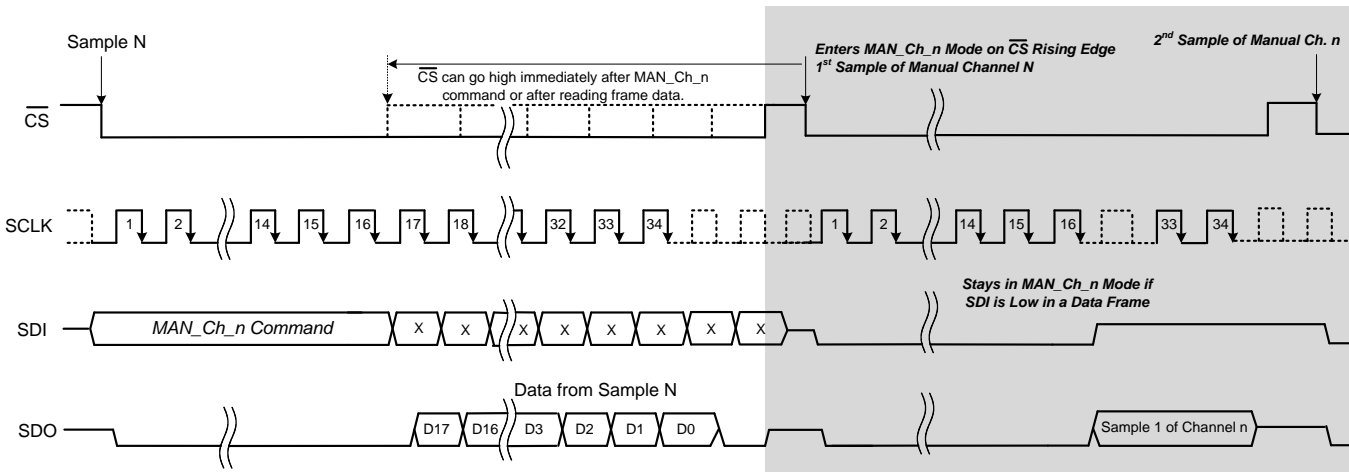 Sample N
Enters MAN_Ch_n Mode on CS Rising Edge
1st Sample of Manual Channel N
2nd Sample of Manual Ch. n
CS can go high immediately after MAN_Ch_n
command or after reading frame data.
CS
SCLK
1 2 14 15 16 17 18 32 33 34 1 2 14 15 16 33 34
Stays in MAN_Ch_n Mode if
SDI is Low in a Data Frame
SDI
MAN_Ch_n Command
X X X X X X X X
Data from Sample N
SDO
D17 D16 D3 D2 D1 D0
Sample 1 of Channel n